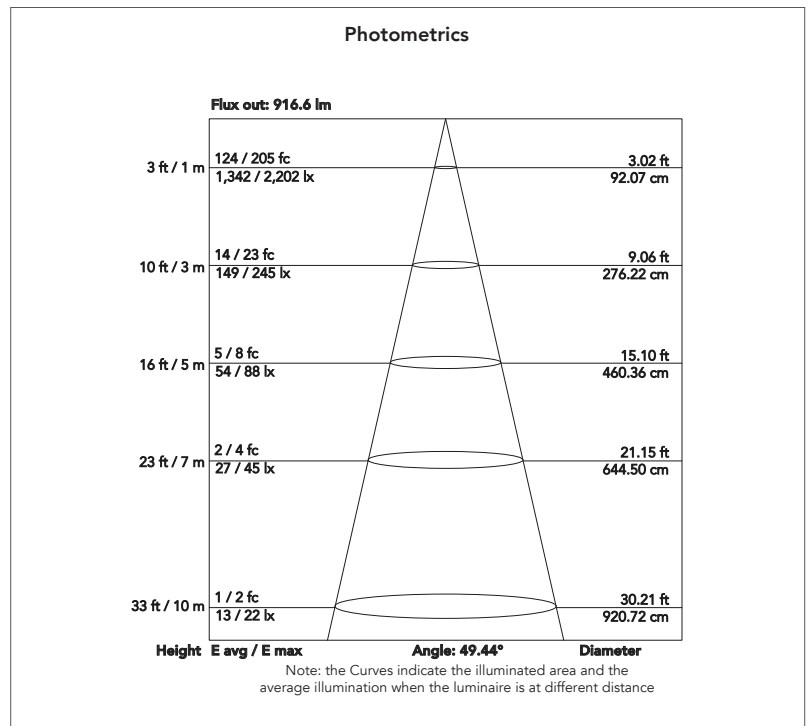 Photometrics
Flux out: 916.6 lm
3 ft / 1 m
124 / 205 fc
1,342 / 2,202 lx
3.02 ft
92.07 cm
10 ft / 3 m
14 / 23 fc
149 / 245 lx
9.06 ft
276.22 cm
16 ft / 5 m
5 / 8 fc
54 / 88 lx
15.10 ft
460.36 cm
23 ft / 7 m
2 / 4 fc
27 / 45 lx
21.15 ft
644.50 cm
33 ft / 10 m
1 / 2 fc
13 / 22 lx
30.21 ft
920.72 cm
Height E avg / E max Angle: 49.44° Diameter
Note: the Curves indicate the illuminated area and the
average illumination when the luminaire is at different distance